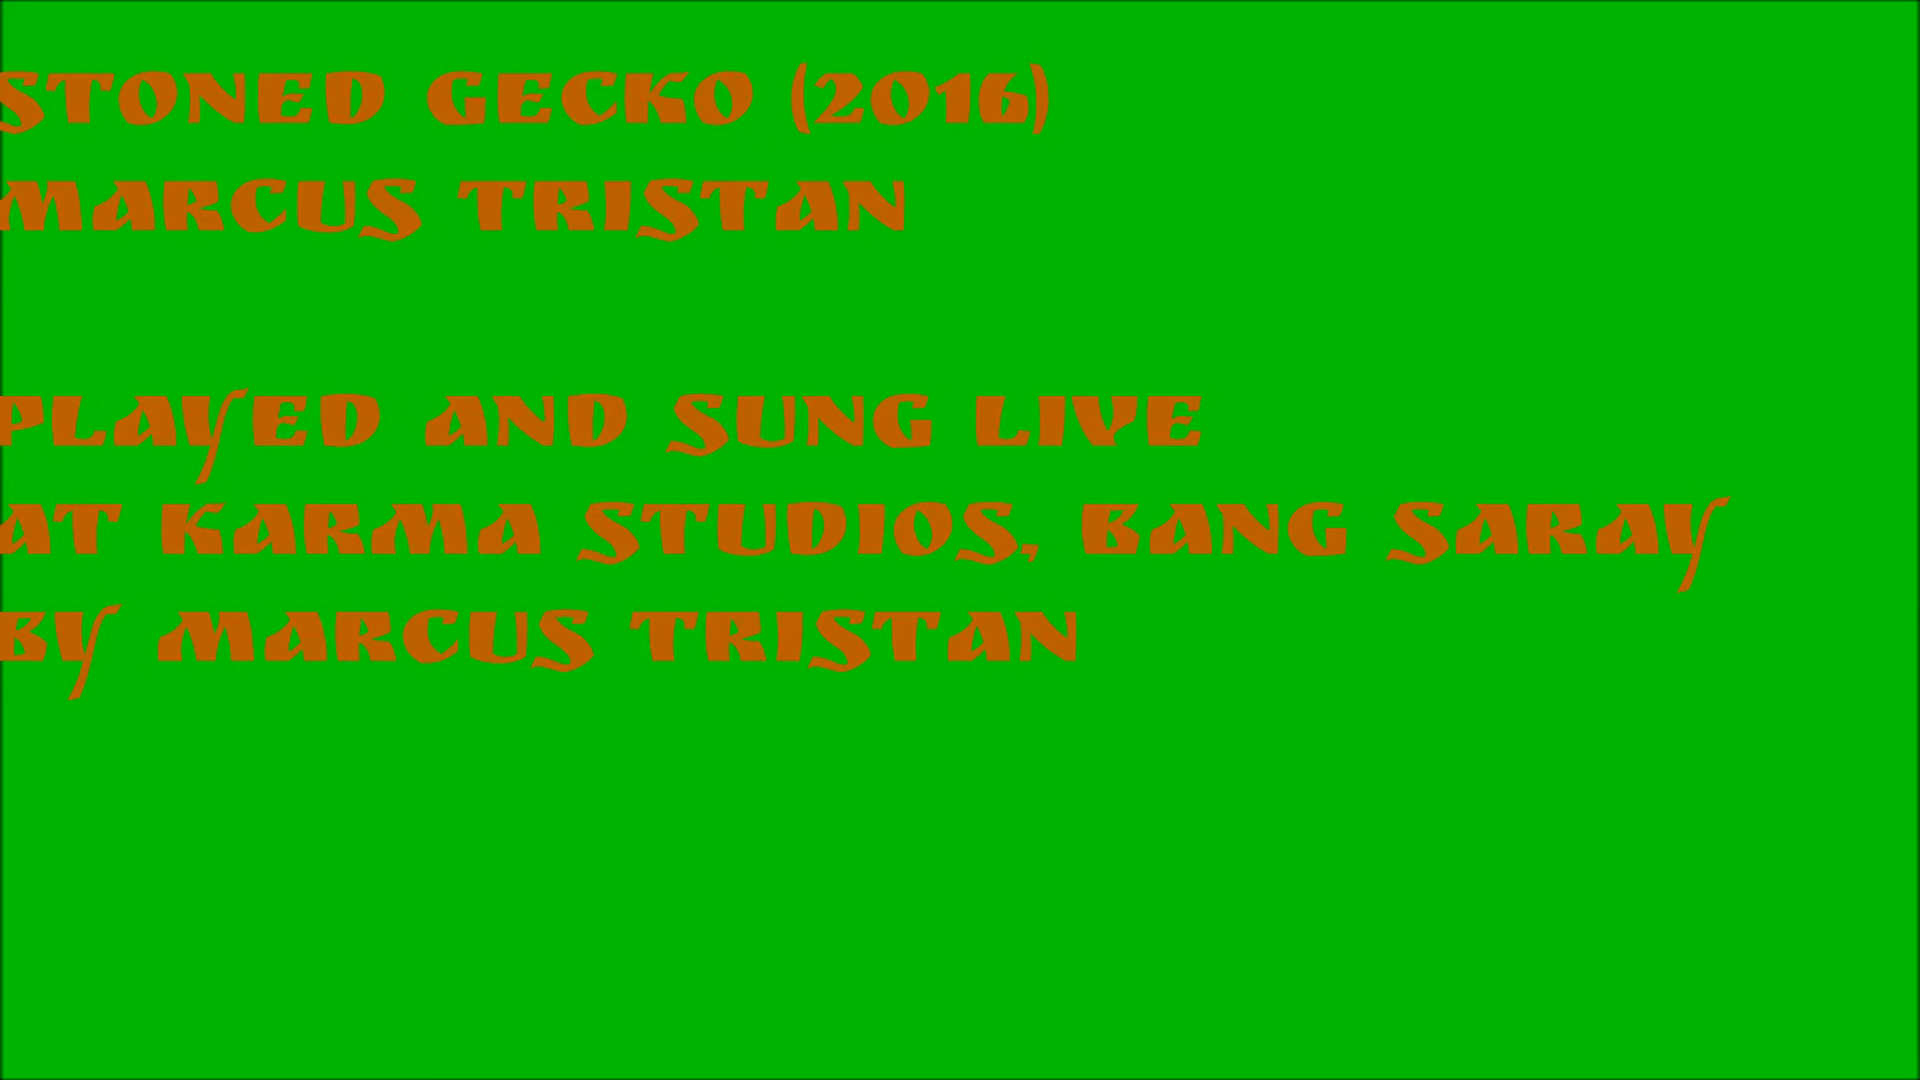 STONED GECKO (2016)
MARCUS TRISTAN
PLAYED AND SUNG LIVE
AT KARMA STUDIOS, BANG SARAY
BY MARCUS TRISTAN